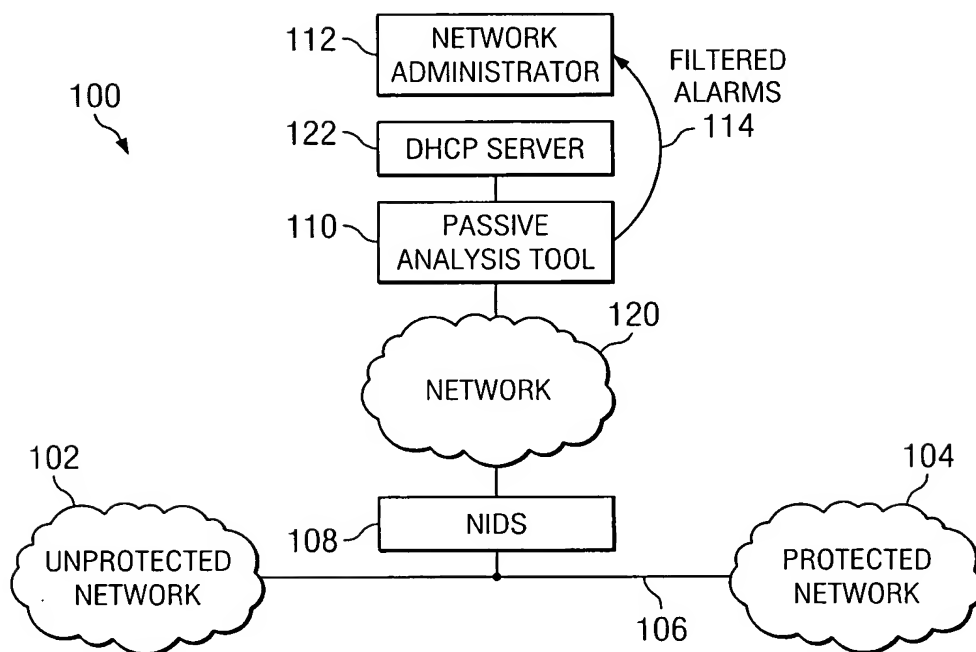 112
NETWORK
ADMINISTRATOR
FILTERED
ALARMS
114
100
122
DHCP SERVER
110
PASSIVE
ANALYSIS TOOL
120
NETWORK
102
UNPROTECTED
NETWORK
108
NIDS
104
PROTECTED
NETWORK
106